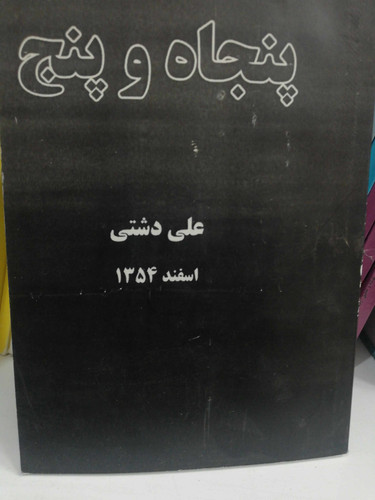 پنجاه و پنج
علی دشتی
اسفند ۱۳۵۴